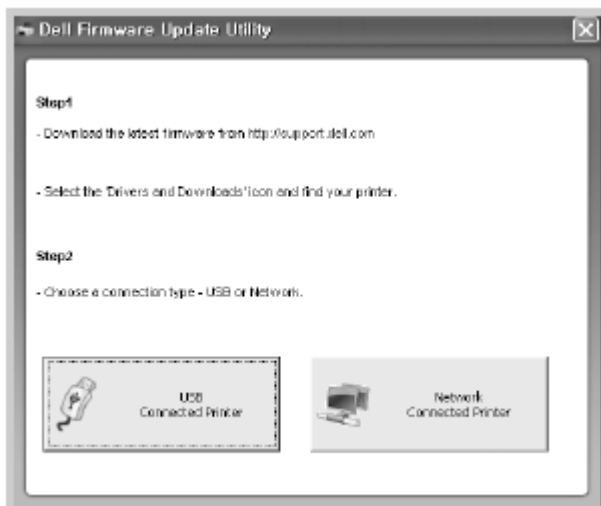 Dell Firmware Update Utility
Step1
- Download the latest firmware from http://support.dell.com
- Select the 'Drivers and Downloads' icon and find your printer.
Step2
- Choose a connection type - USB or Network.
USB
Connected Printer
Network
Connected Printer